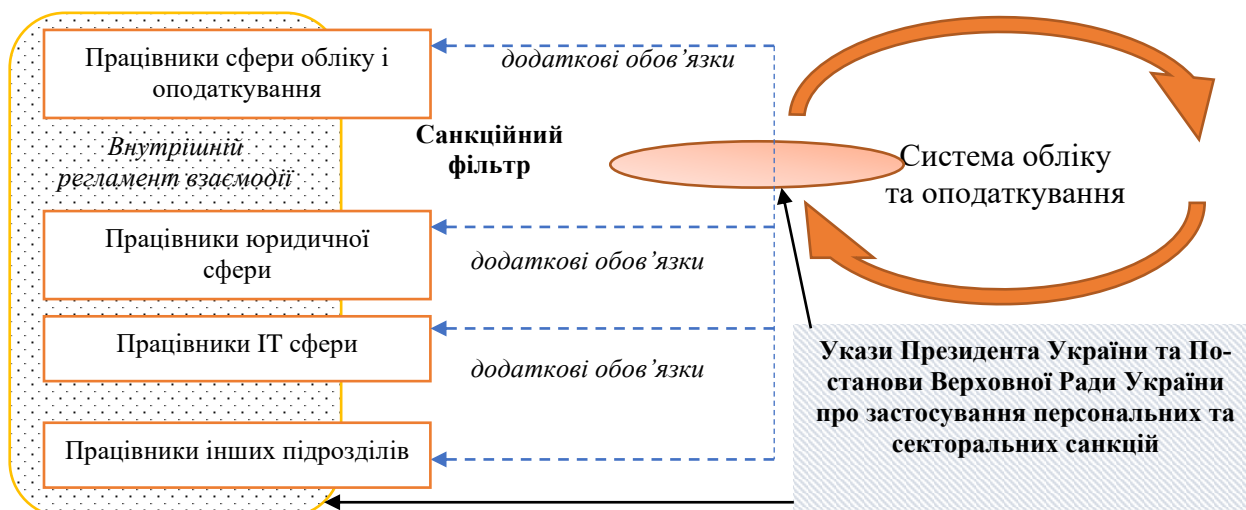 Працівники сфери обліку і
оподаткування
додаткові обов’язки
Внутрішній
регламент взаємодії
Санкційний
фільтр
Система обліку
та оподаткування
Працівники юридичної
сфери
додаткові обов’язки
Працівники ІТ сфери
додаткові обов’язки
Працівники інших підрозділів
Укази Президента України та По-
станови Верховної Ради України
про застосування персональних та
секторальних санкцій